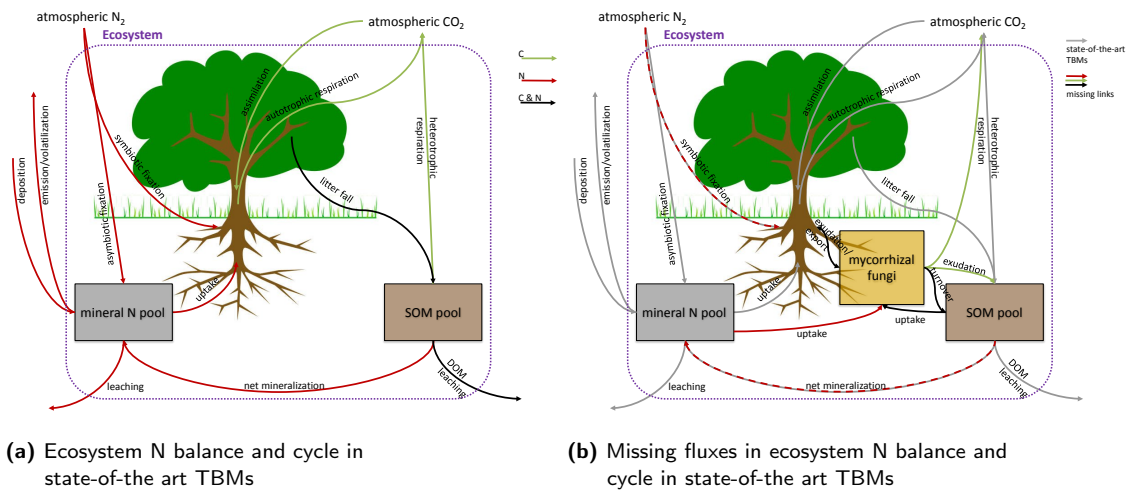 atmospheric N2
atmospheric CO2
Ecosystem
C
N
C & N
assimilation
autotrophic respiration
heterotrophic
respiration
symbiotic fixation
asymbiotic fixation
deposition
emission/volatilization
litter fall
uptake
mineral N pool
SOM pool
net mineralization
leaching
DOM
leaching
(a) Ecosystem N balance and cycle in
state-of-the art TBMs
atmospheric N2
atmospheric CO2
Ecosystem
state-of-the-art
TBMs
missing links
assimilation
autotrophic respiration
heterotrophic
respiration
symbiotic fixation
asymbiotic fixation
deposition
emission/volatilization
litter fall
exudation/
export
mycorrhizal
fungi
exudation
turnover
uptake
uptake
uptake
mineral N pool
SOM pool
net mineralization
leaching
DOM
leaching
(b) Missing fluxes in ecosystem N balance and
cycle in state-of-the art TBMs